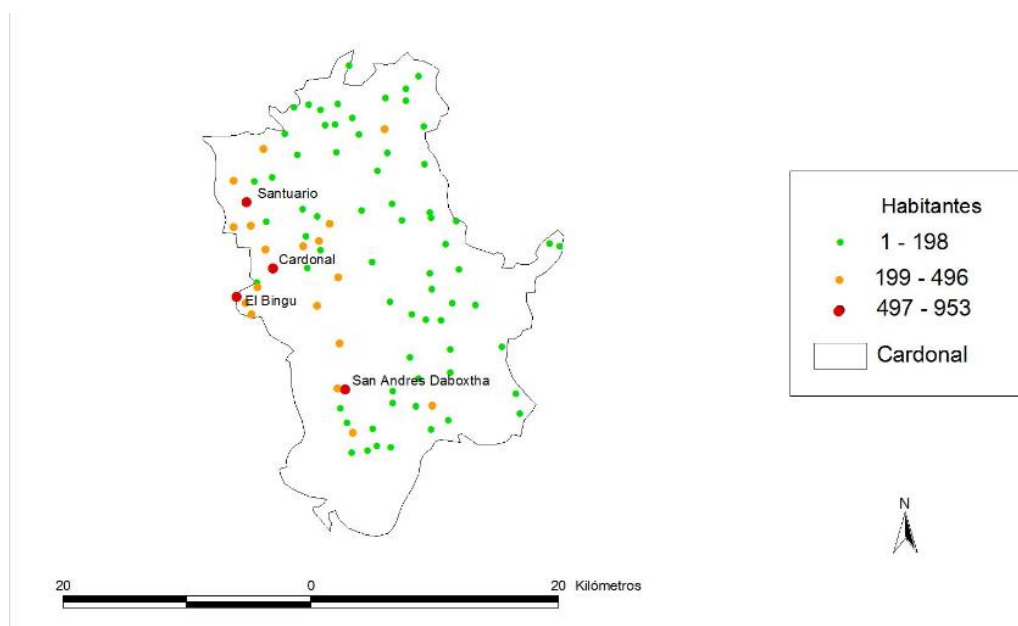 Santuario
Cardonal
El Bingu
San Andres Daboxtha
Habitantes
1 - 198
199 - 496
497 - 953
Cardonal
N
20 0 20 Kilómetros